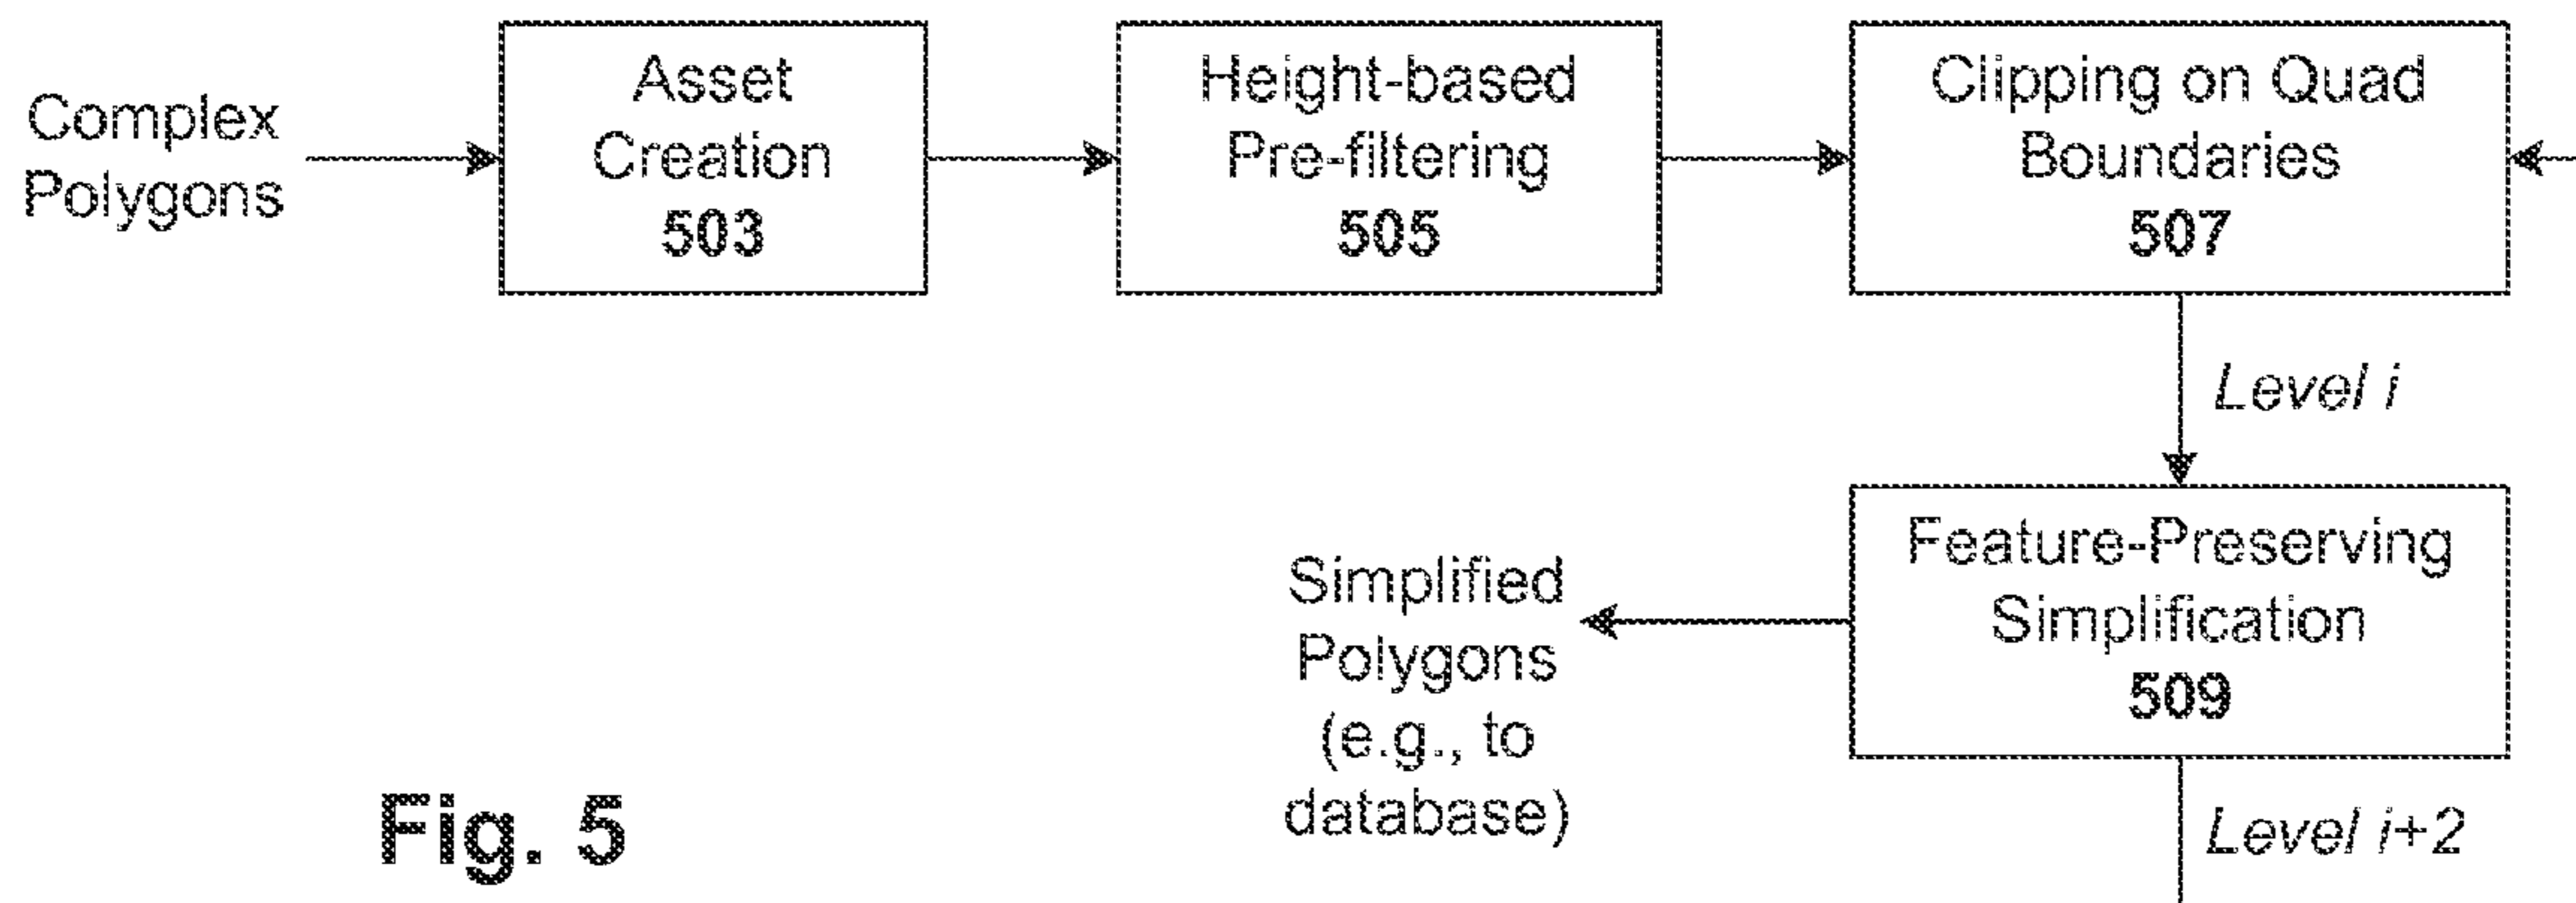 Complex
Polygons
Asset
Creation
503
Height-based
Pre-filtering
505
Clipping on Quad
Boundaries
507
Level i
Feature-Preserving
Simplification
509
Simplified
Polygons
(e.g., to
database)
Level i+2
Fig. 5